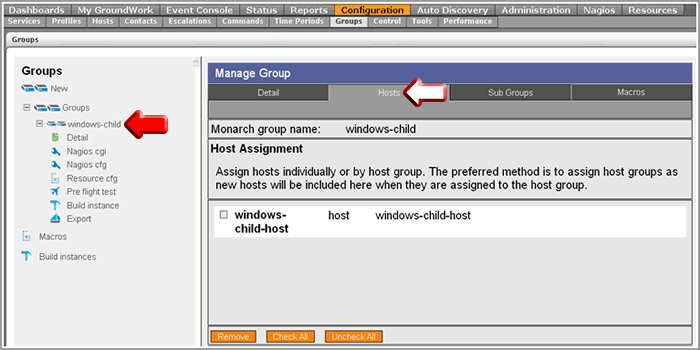 Dashboards My GroundWork Event Console Status Reports Configuration Auto Discovery Administration Nagios Resources
Services Profiles Hosts Contacts Escalations Commands Time Periods Groups Control Tools Performance
Groups
Groups
New
Groups
windows-child
Detail
Nagios cgi
Nagios cfg
Resource cfg
Pre flight test
Build instance
Export
Macros
Build instances
Manage Group
Detail Hosts Sub Groups Macros
Monarch group name: windows-child
Host Assignment
Assign hosts individually or by host group. The preferred method is to assign host groups as
new hosts will be included here when they are assigned to the host group.
windows- host windows-child-host
child-host
Remove Check All Uncheck All